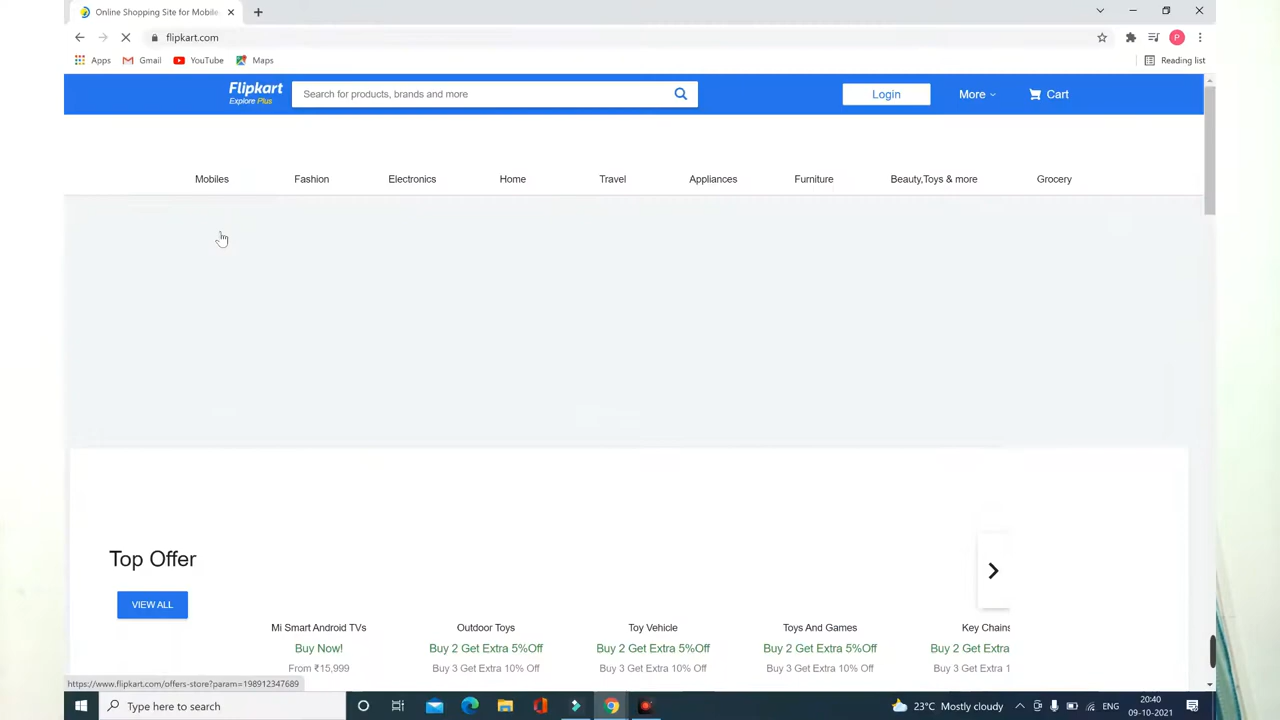 Online Shopping Site for Mobile
flipkart.com
Apps Gmail YouTube Maps Reading list
P
Flipkart
Explore Plus
Search for products, brands and more
Login More Cart
Mobiles Fashion Electronics Home Travel Appliances Furniture Beauty,Toys & more Grocery
Top Offer
VIEW ALL
Mi Smart Android TVs Outdoor Toys Toy Vehicle Toys And Games Key Chains
Buy Now! Buy 2 Get Extra 5%Off Buy 2 Get Extra 5%Off Buy 2 Get Extra 5%Off Buy 2 Get Extra
From ₹15,999 Buy 3 Get Extra 10% Off Buy 3 Get Extra 10% Off Buy 3 Get Extra 10% Off Buy 3 Get Extra 1
https://www.flipkart.com/offers-store?param=198912347689
Type here to search
23°C Mostly cloudy
ENG
20:40
09-10-2021